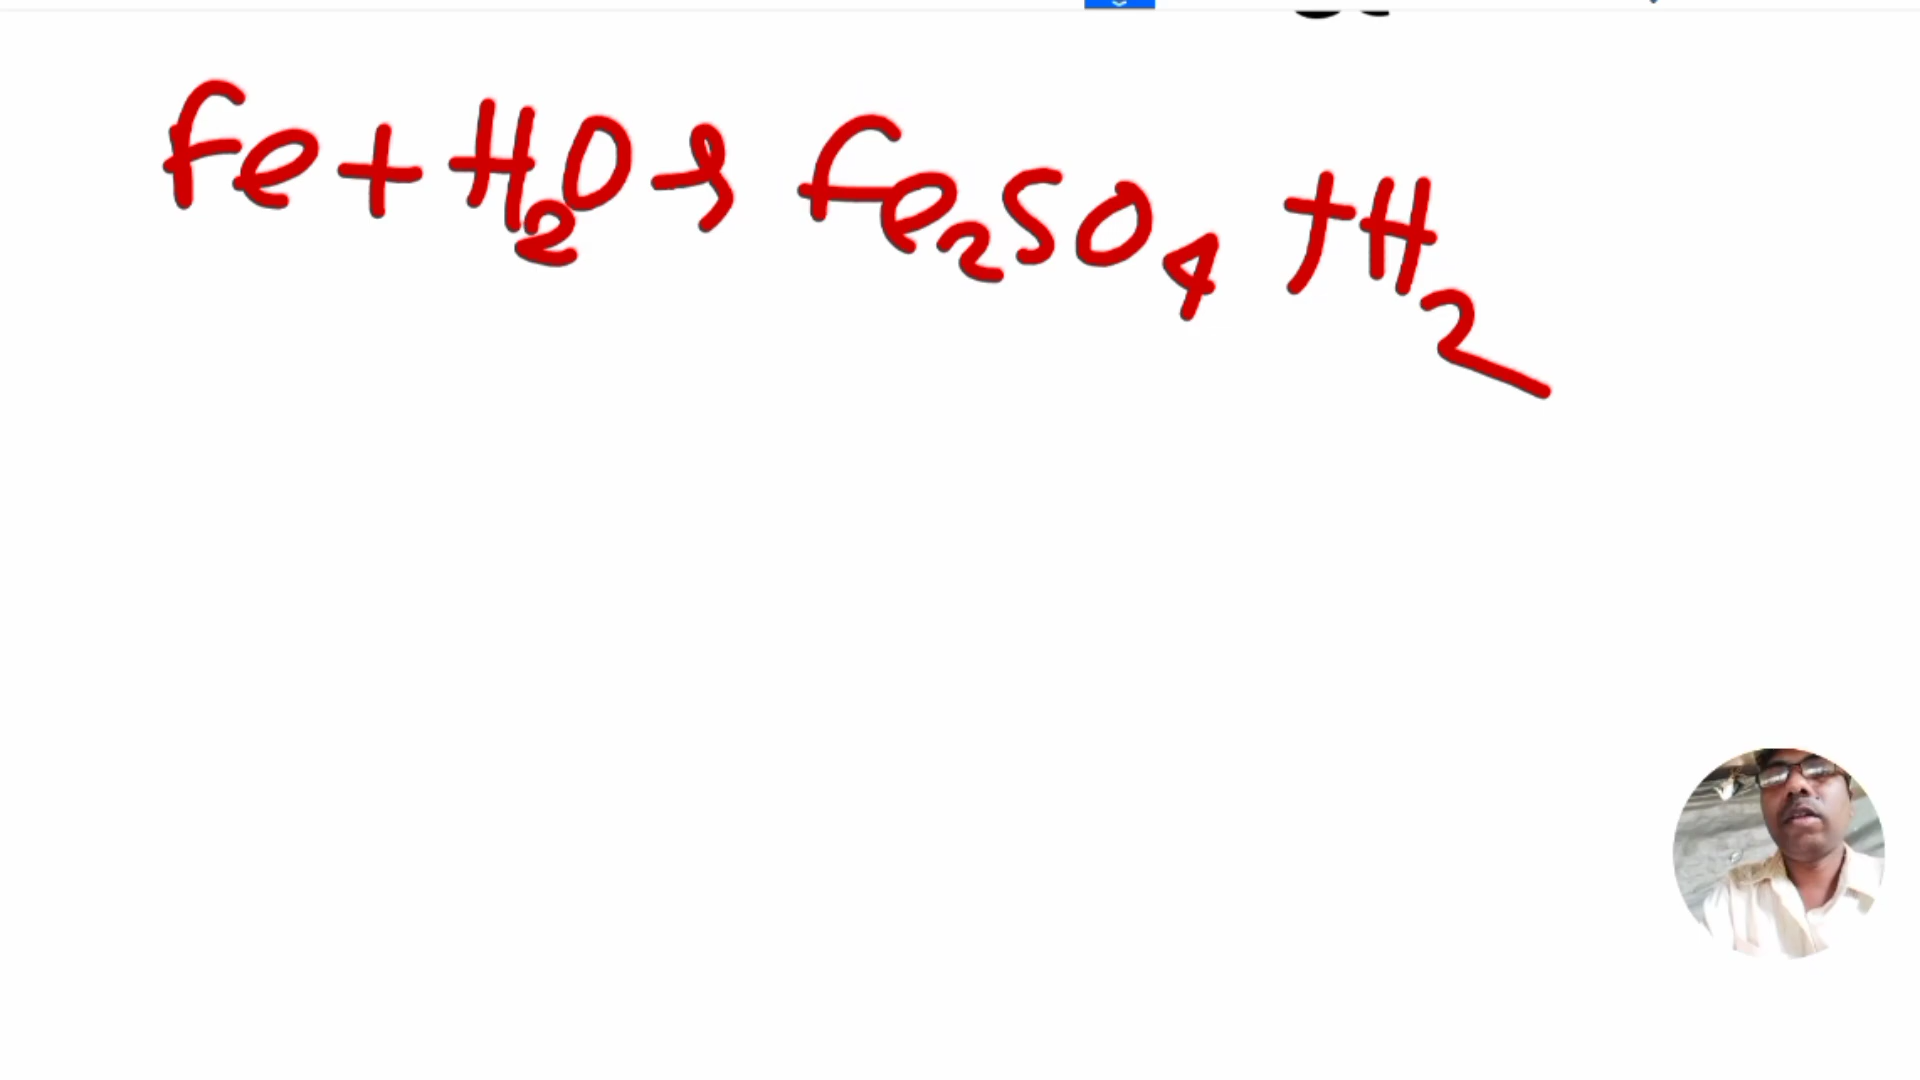 Fe + H₂O → Fe₂SO₄ + H₂